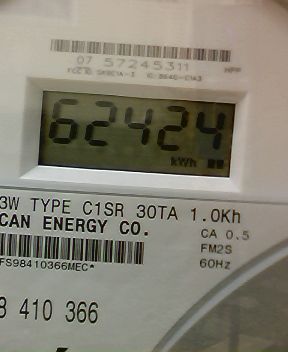 07 57245311
HPP
62424
kWh
3W TYPE C1SR 30TA 1.0Kh
CAN ENERGY CO.
CA 0.5
FM2S
60Hz
FS98410366MEC*
8 410 366